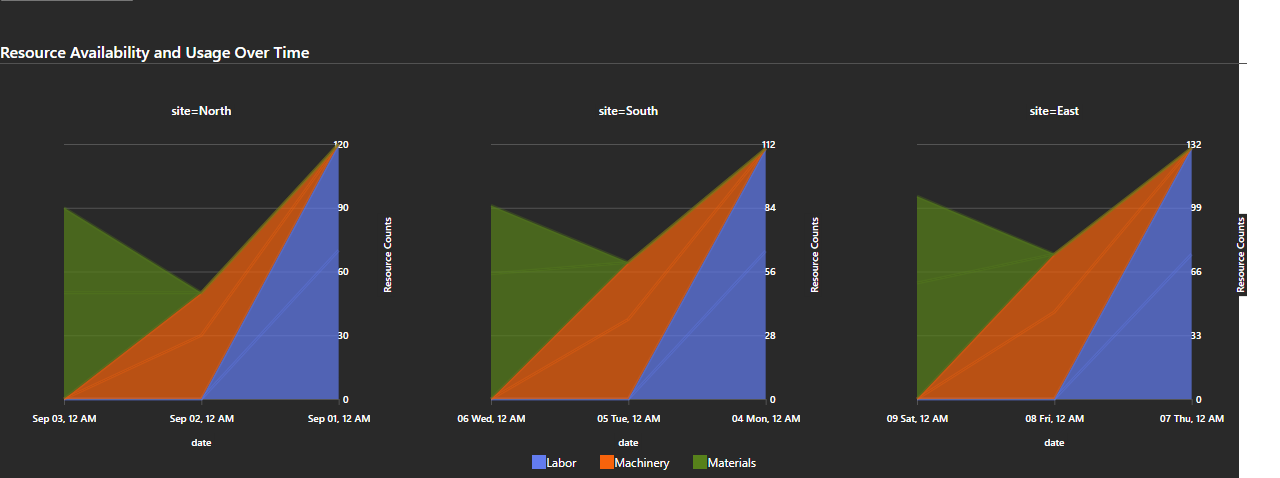 Resource Availability and Usage Over Time
site=North
120
90
60
30
0
Resource Counts
Sep 03, 12 AM
Sep 02, 12 AM
Sep 01, 12 AM
date
site=South
112
84
56
28
0
Resource Counts
06 Wed, 12 AM
05 Tue, 12 AM
04 Mon, 12 AM
date
site=East
132
99
66
33
0
Resource Counts
09 Sat, 12 AM
08 Fri, 12 AM
07 Thu, 12 AM
date
Labor
Machinery
Materials